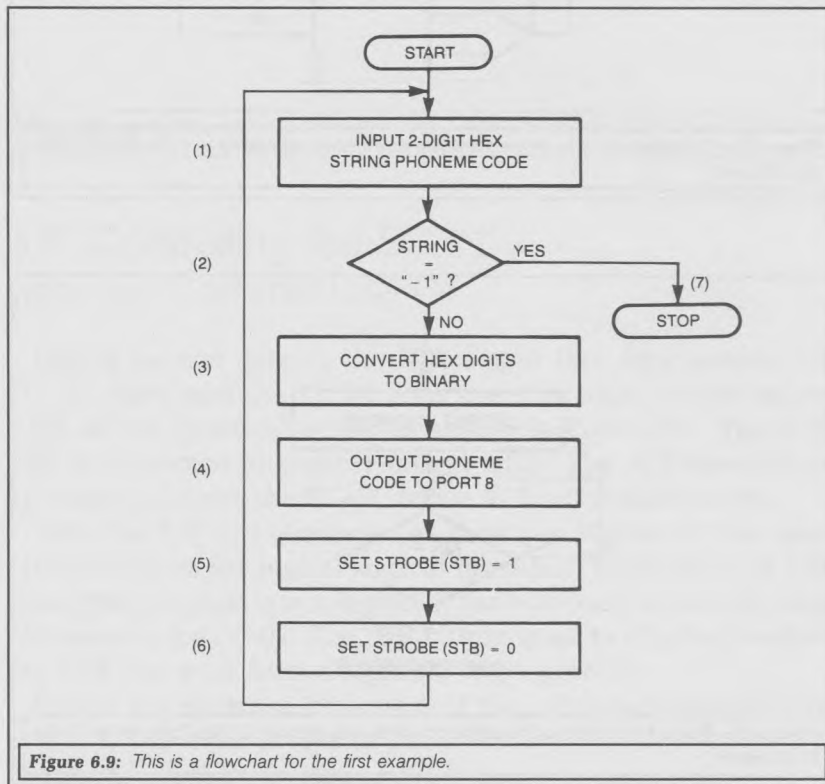 START
(1)
INPUT 2-DIGIT HEX
STRING PHONEME CODE
(2)
STRING
=
"–1" ?
YES
(7)
STOP
NO
(3)
CONVERT HEX DIGITS
TO BINARY
(4)
OUTPUT PHONEME
CODE TO PORT 8
(5)
SET STROBE (STB) = 1
(6)
SET STROBE (STB) = 0
Figure 6.9: This is a flowchart for the first example.